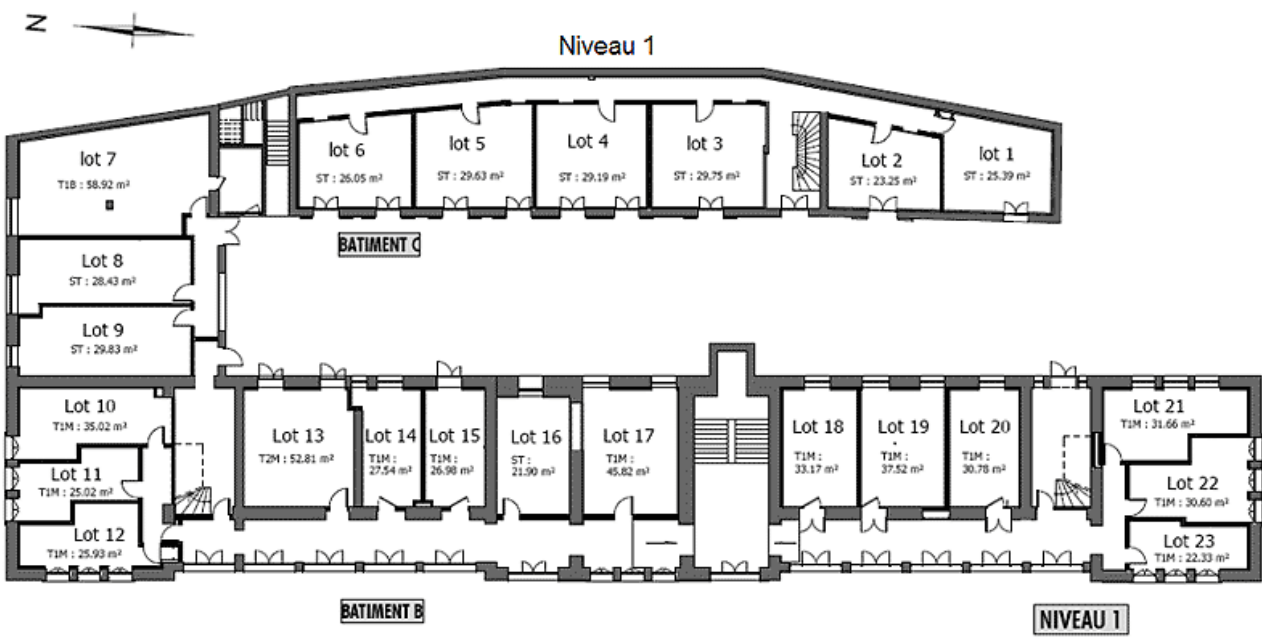 N
Niveau 1
lot 7
T1B : 58.92 m²
lot 6
ST : 26.05 m²
lot 5
ST : 29.63 m²
Lot 4
ST : 29.19 m²
lot 3
ST : 29.75 m²
Lot 2
ST : 23.25 m²
lot 1
ST : 25.39 m²
BATIMENT C
Lot 8
ST : 28.43 m²
Lot 9
ST : 29.83 m²
Lot 10
T1M : 35.02 m²
Lot 11
T1M : 25.02 m²
Lot 12
T1M : 25.93 m²
Lot 13
T2M : 52.81 m²
Lot 14
T1M :
27.54 m²
Lot 15
T1M :
26.98 m²
Lot 16
ST :
21.90 m²
Lot 17
T1M :
45.82 m²
Lot 18
T1M :
33.17 m²
Lot 19
T1M :
37.52 m²
Lot 20
T1M :
30.78 m²
Lot 21
T1M : 31.66 m²
Lot 22
T1M : 30.60 m²
Lot 23
T1M : 22.33 m²
BATIMENT B
NIVEAU 1